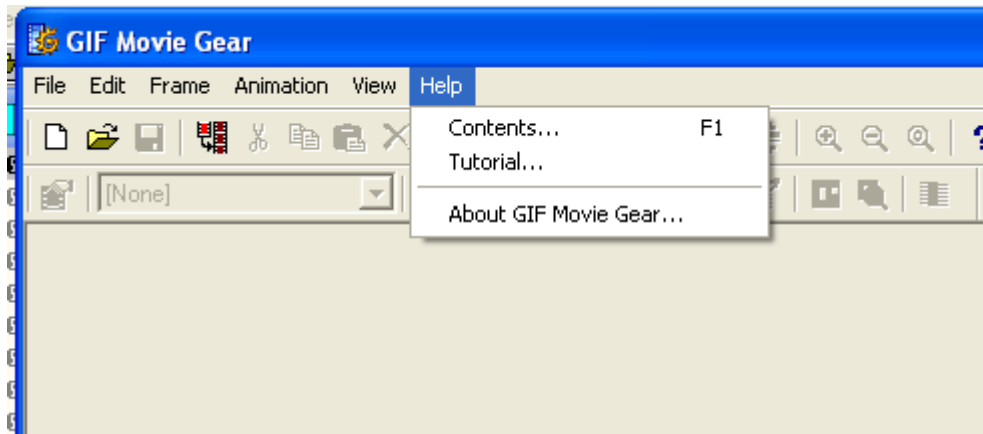 GIF Movie Gear
File Edit Frame Animation View Help
Contents... F1
Tutorial...
[None]
About GIF Movie Gear...